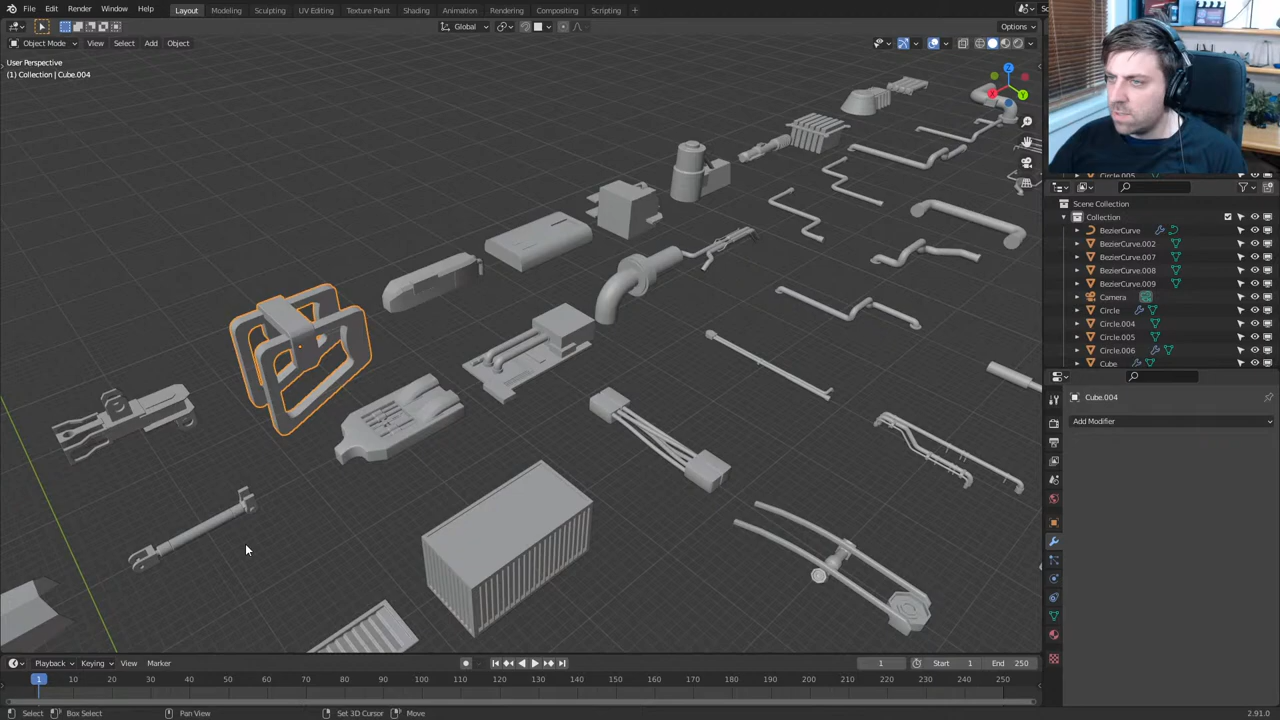 File Edit Render Window Help Layout Modeling Sculpting UV Editing Texture Paint Shading Animation Rendering Compositing Scripting +
Global Options
Object Mode View Select Add Object
User Perspective
(1) Collection | Cube.004
Z
X
Y
Circle.005
Scene Collection
Collection
BezierCurve
BezierCurve.002
BezierCurve.007
BezierCurve.008
BezierCurve.009
Camera
Circle
Circle.004
Circle.005
Circle.006
Cube
Cube.004
Add Modifier
Playback Keying View Marker 1 Start 1 End 250
1 10 20 30 40 50 60 70 80 90 100 110 120 130 140 150 160 170 180 190 200 210 220 230 240 250
Select Box Select Pan View Set 3D Cursor Move 2.91.0